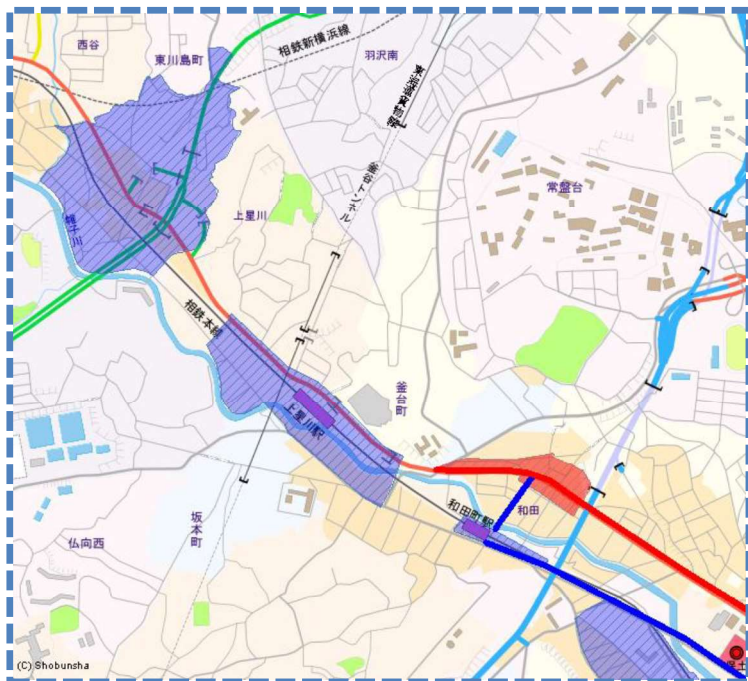 西谷
東川島町
相鉄新横浜線
羽沢南
東海道貨物線
釜谷トンネル
常盤台
上星川
帷子川
相鉄本線
上星川駅
釜台町
和田町駅
和田
坂本町
仏向西
(C) Shobunsha